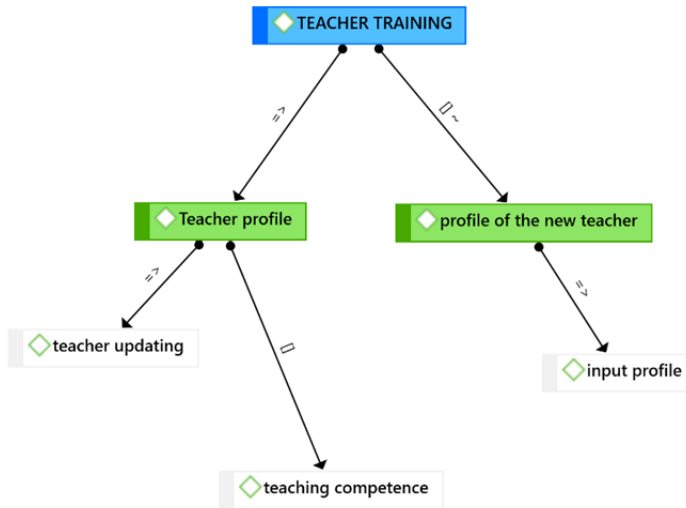 TEACHER TRAINING
=>
[] ~
Teacher profile
profile of the new teacher
=>
[]
=>
teacher updating
input profile
teaching competence